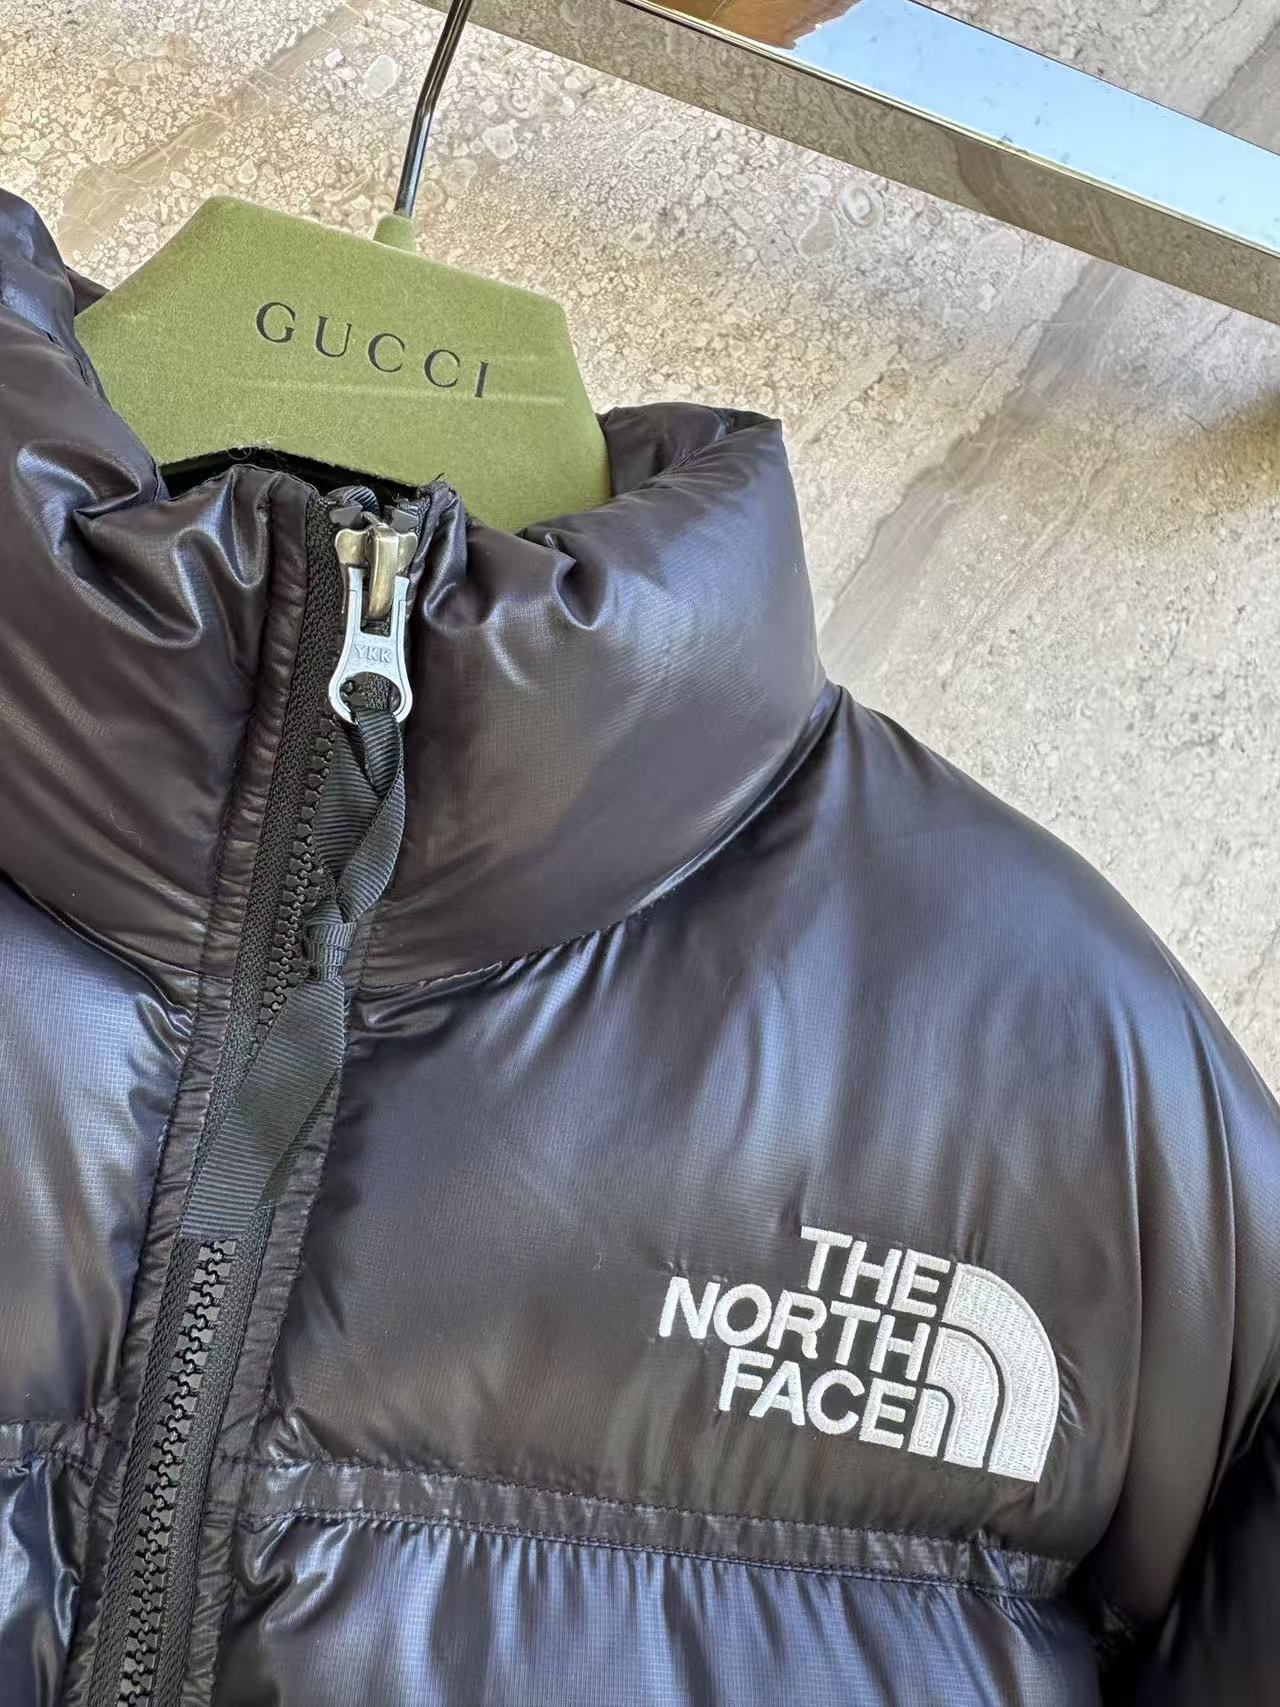 GUCCI
YKK
THE
NORTH
FACE